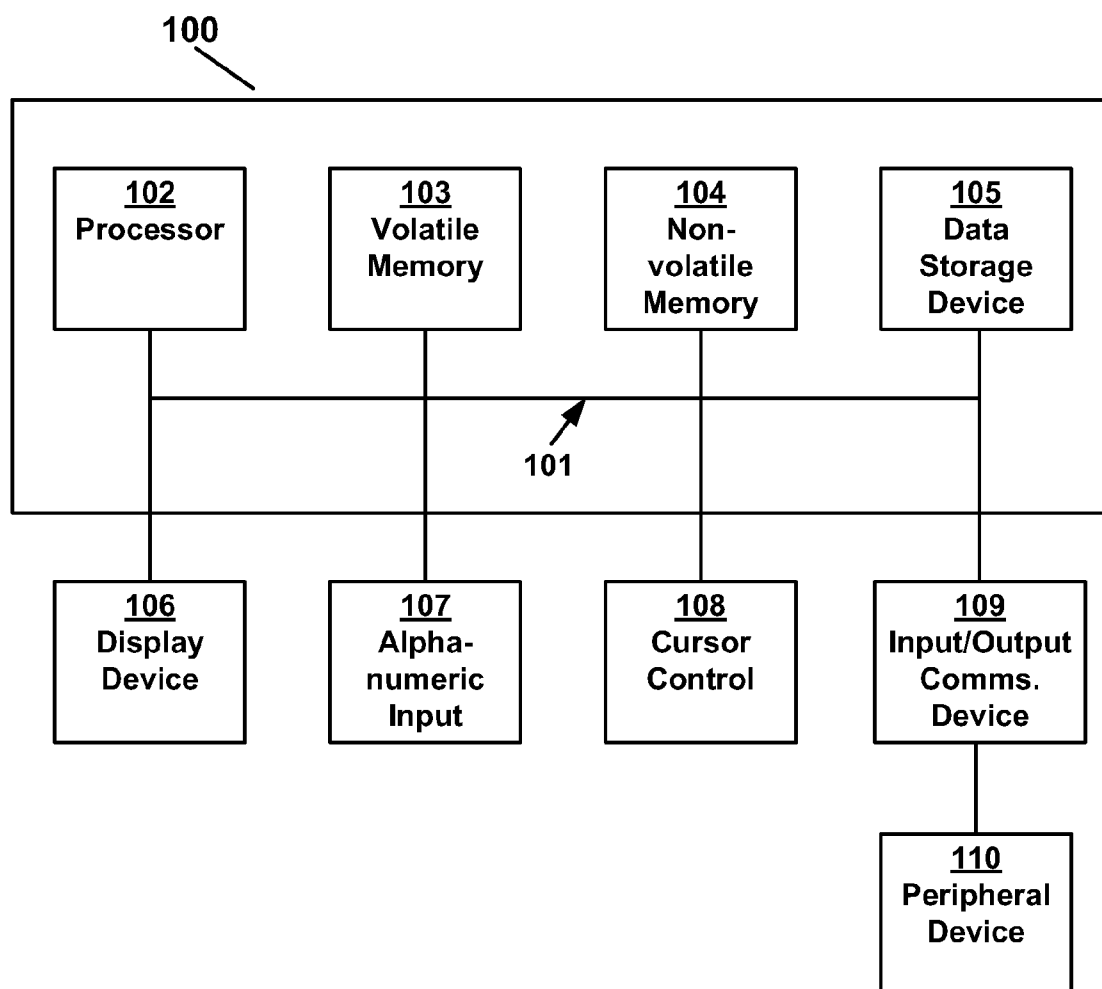 100
102
Processor
103
Volatile
Memory
104
Non-
volatile
Memory
105
Data
Storage
Device
101
106
Display
Device
107
Alpha-
numeric
Input
108
Cursor
Control
109
Input/Output
Comms.
Device
110
Peripheral
Device